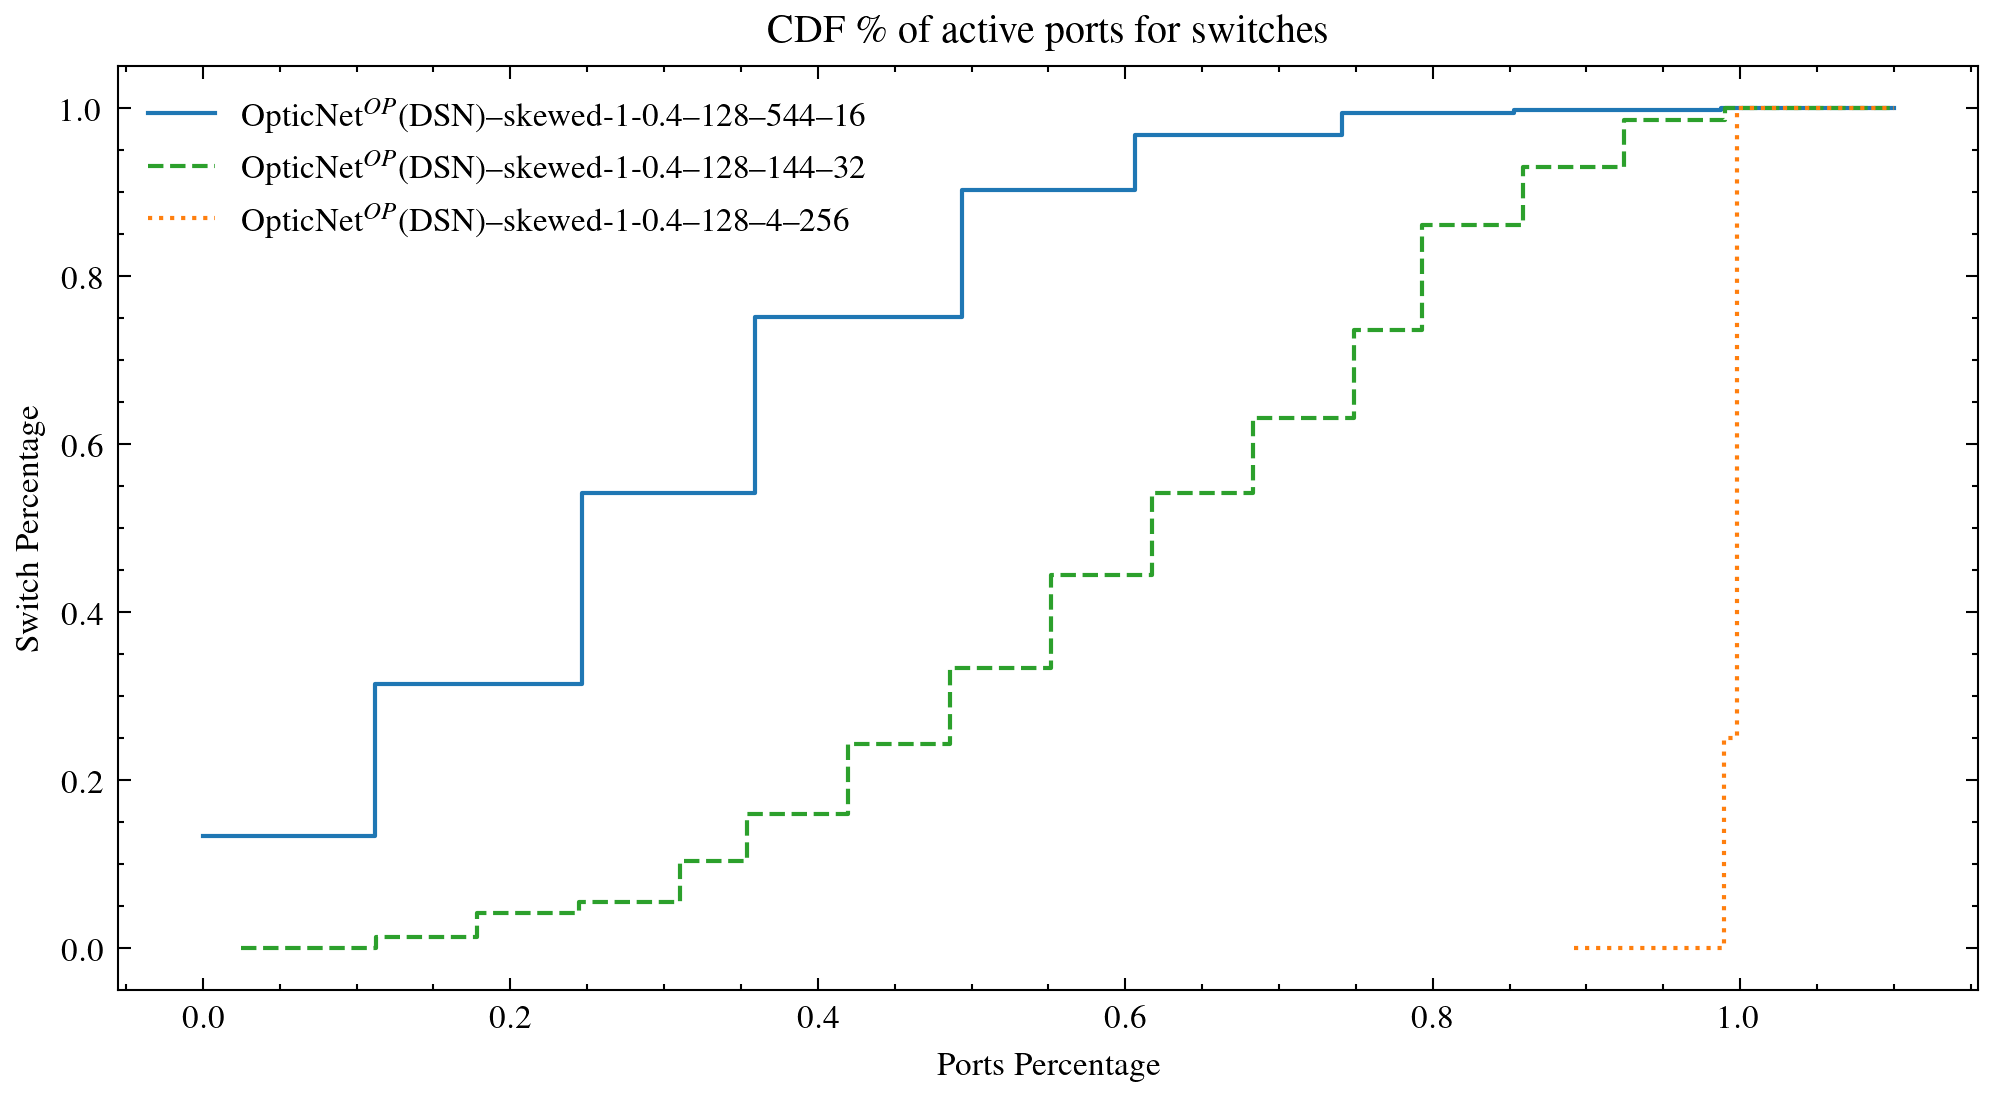 CDF % of active ports for switches
OpticNet^OP(DSN)–skewed-1-0.4–128–544–16
OpticNet^OP(DSN)–skewed-1-0.4–128–144–32
OpticNet^OP(DSN)–skewed-1-0.4–128–4–256
1.0
0.8
0.6
0.4
0.2
0.0
Switch Percentage
0.0 0.2 0.4 0.6 0.8 1.0
Ports Percentage